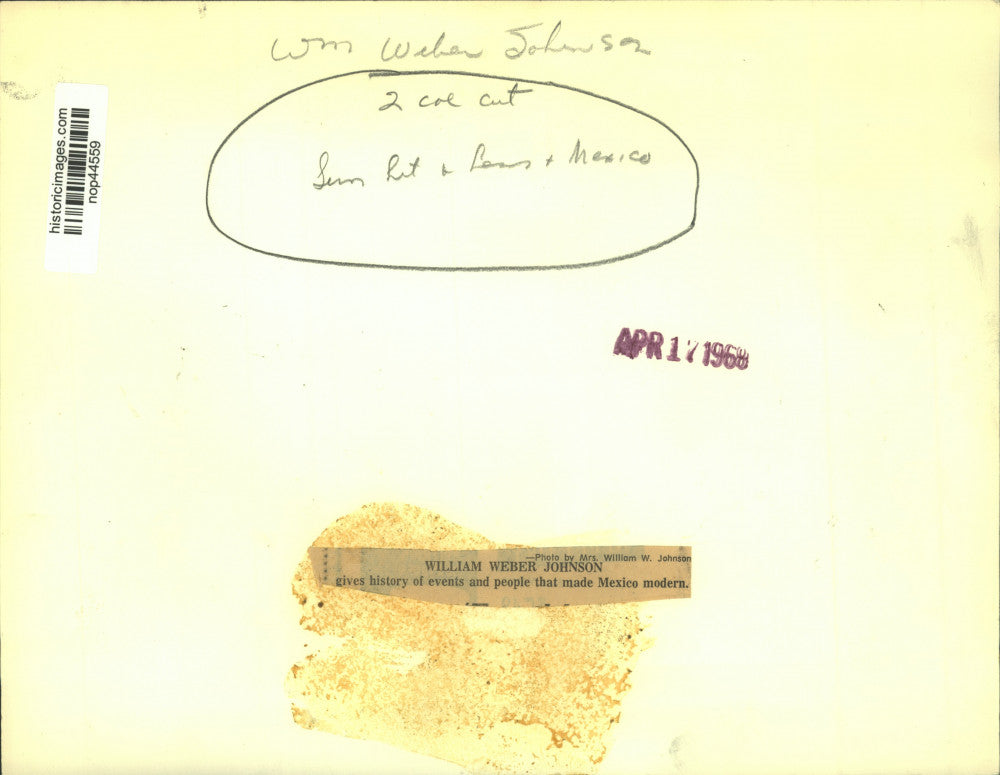 Wm Weber Johnson
2 col cut
+ Mexico
historicimages.com
nop44559
APR 17 1968
—Photo by Mrs. William W. Johnson
WILLIAM WEBER JOHNSON
gives history of events and people that made Mexico modern.